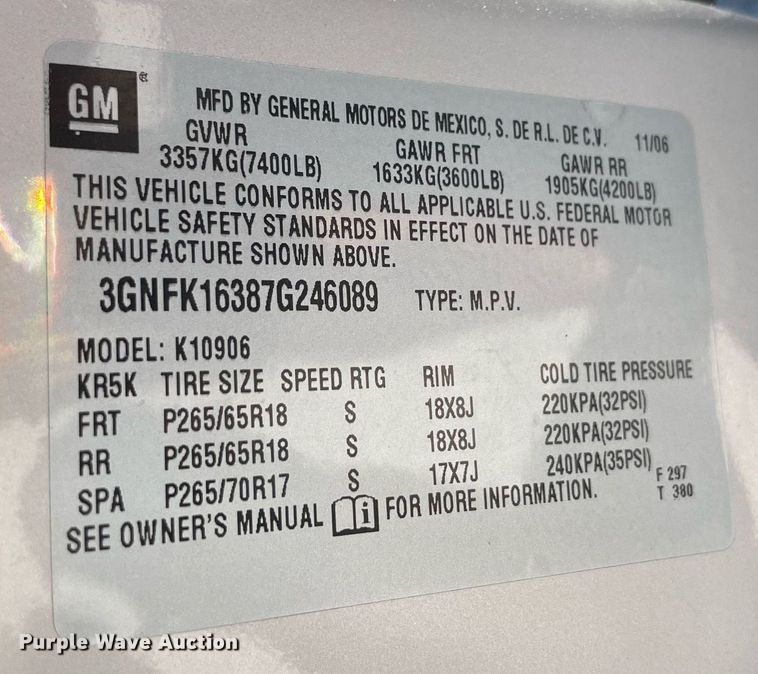 GM ®
MFD BY GENERAL MOTORS DE MEXICO, S. DE R.L. DE C.V. 11/06
GVWR GAWR FRT GAWR RR
3357KG(7400LB) 1633KG(3600LB) 1905KG(4200LB)
THIS VEHICLE CONFORMS TO ALL APPLICABLE U.S. FEDERAL MOTOR
VEHICLE SAFETY STANDARDS IN EFFECT ON THE DATE OF
MANUFACTURE SHOWN ABOVE.
3GNFK16387G246089 TYPE: M.P.V.
MODEL: K10906
KR5K TIRE SIZE SPEED RTG RIM COLD TIRE PRESSURE
FRT P265/65R18 S 18X8J 220KPA(32PSI)
RR P265/65R18 S 18X8J 220KPA(32PSI)
SPA P265/70R17 S 17X7J 240KPA(35PSI)
SEE OWNER'S MANUAL i FOR MORE INFORMATION.
F 297
T 380
Purple Wave Auction